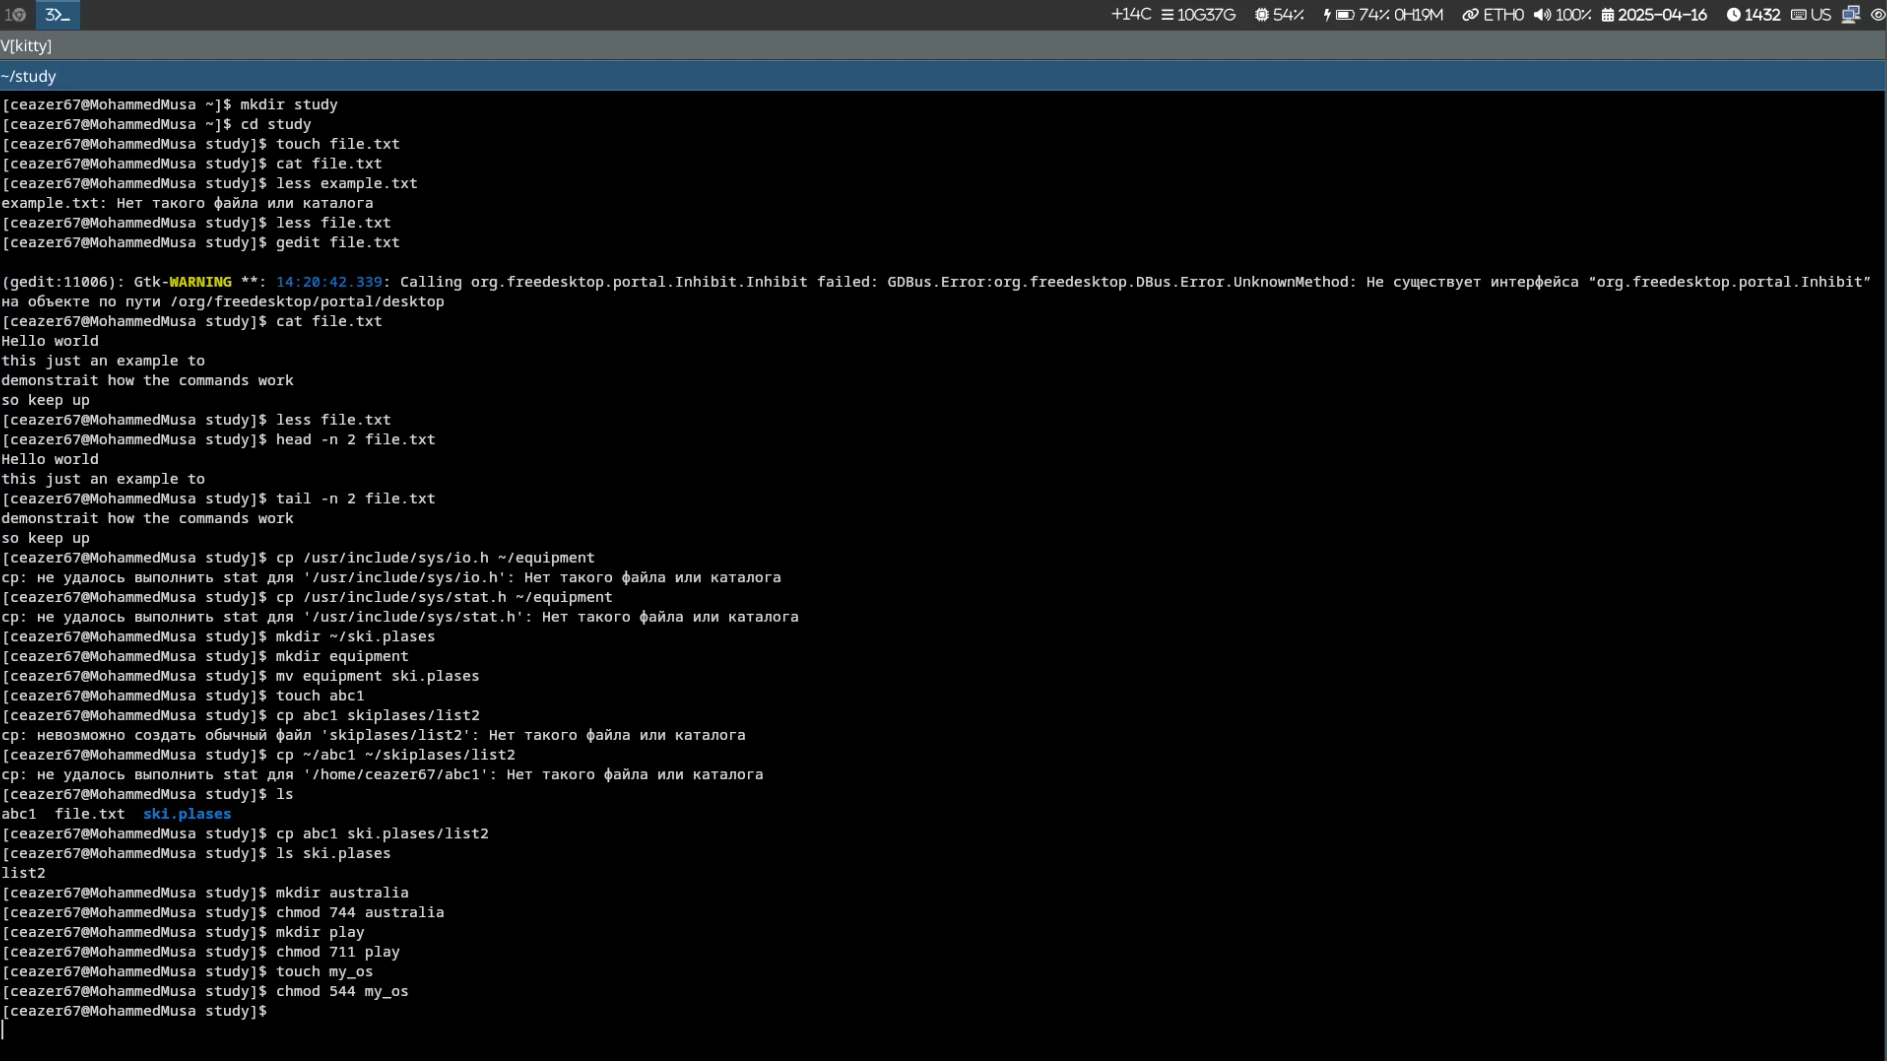 1
3
+14C 10G37G 54% 74% 0H19M ETH0 100% 2025-04-16 1432 US
V[kitty]
~/study
[ceazer67@MohammedMusa ~]$ mkdir study
[ceazer67@MohammedMusa ~]$ cd study
[ceazer67@MohammedMusa study]$ touch file.txt
[ceazer67@MohammedMusa study]$ cat file.txt
[ceazer67@MohammedMusa study]$ less example.txt
example.txt: Нет такого файла или каталога
[ceazer67@MohammedMusa study]$ less file.txt
[ceazer67@MohammedMusa study]$ gedit file.txt
(gedit:11006): Gtk-WARNING **: 14:20:42.339: Calling org.freedesktop.portal.Inhibit.Inhibit failed: GDBus.Error:org.freedesktop.DBus.Error.UnknownMethod: Не существует интерфейса “org.freedesktop.portal.Inhibit”
на объекте по пути /org/freedesktop/portal/desktop
[ceazer67@MohammedMusa study]$ cat file.txt
Hello world
this just an example to
demonstrait how the commands work
so keep up
[ceazer67@MohammedMusa study]$ less file.txt
[ceazer67@MohammedMusa study]$ head -n 2 file.txt
Hello world
this just an example to
[ceazer67@MohammedMusa study]$ tail -n 2 file.txt
demonstrait how the commands work
so keep up
[ceazer67@MohammedMusa study]$ cp /usr/include/sys/io.h ~/equipment
cp: не удалось выполнить stat для '/usr/include/sys/io.h': Нет такого файла или каталога
[ceazer67@MohammedMusa study]$ cp /usr/include/sys/stat.h ~/equipment
cp: не удалось выполнить stat для '/usr/include/sys/stat.h': Нет такого файла или каталога
[ceazer67@MohammedMusa study]$ mkdir ~/ski.plases
[ceazer67@MohammedMusa study]$ mkdir equipment
[ceazer67@MohammedMusa study]$ mv equipment ski.plases
[ceazer67@MohammedMusa study]$ touch abc1
[ceazer67@MohammedMusa study]$ cp abc1 skiplases/list2
cp: невозможно создать обычный файл 'skiplases/list2': Нет такого файла или каталога
[ceazer67@MohammedMusa study]$ cp ~/abc1 ~/skiplases/list2
cp: не удалось выполнить stat для '/home/ceazer67/abc1': Нет такого файла или каталога
[ceazer67@MohammedMusa study]$ ls
abc1  file.txt  ski.plases
[ceazer67@MohammedMusa study]$ cp abc1 ski.plases/list2
[ceazer67@MohammedMusa study]$ ls ski.plases
list2
[ceazer67@MohammedMusa study]$ mkdir australia
[ceazer67@MohammedMusa study]$ chmod 744 australia
[ceazer67@MohammedMusa study]$ mkdir play
[ceazer67@MohammedMusa study]$ chmod 711 play
[ceazer67@MohammedMusa study]$ touch my_os
[ceazer67@MohammedMusa study]$ chmod 544 my_os
[ceazer67@MohammedMusa study]$